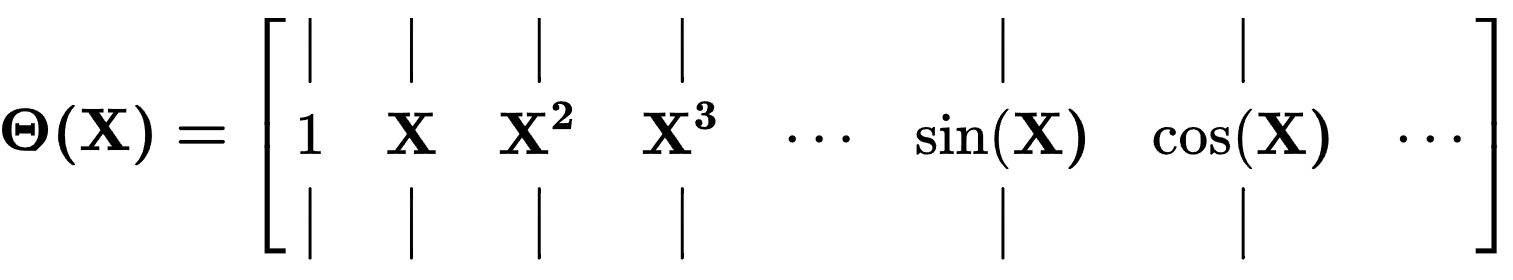 | | | | | |
Θ(X) = [ 1 X X² X³ ⋯ sin(X) cos(X) ⋯ ]
| | | | | |